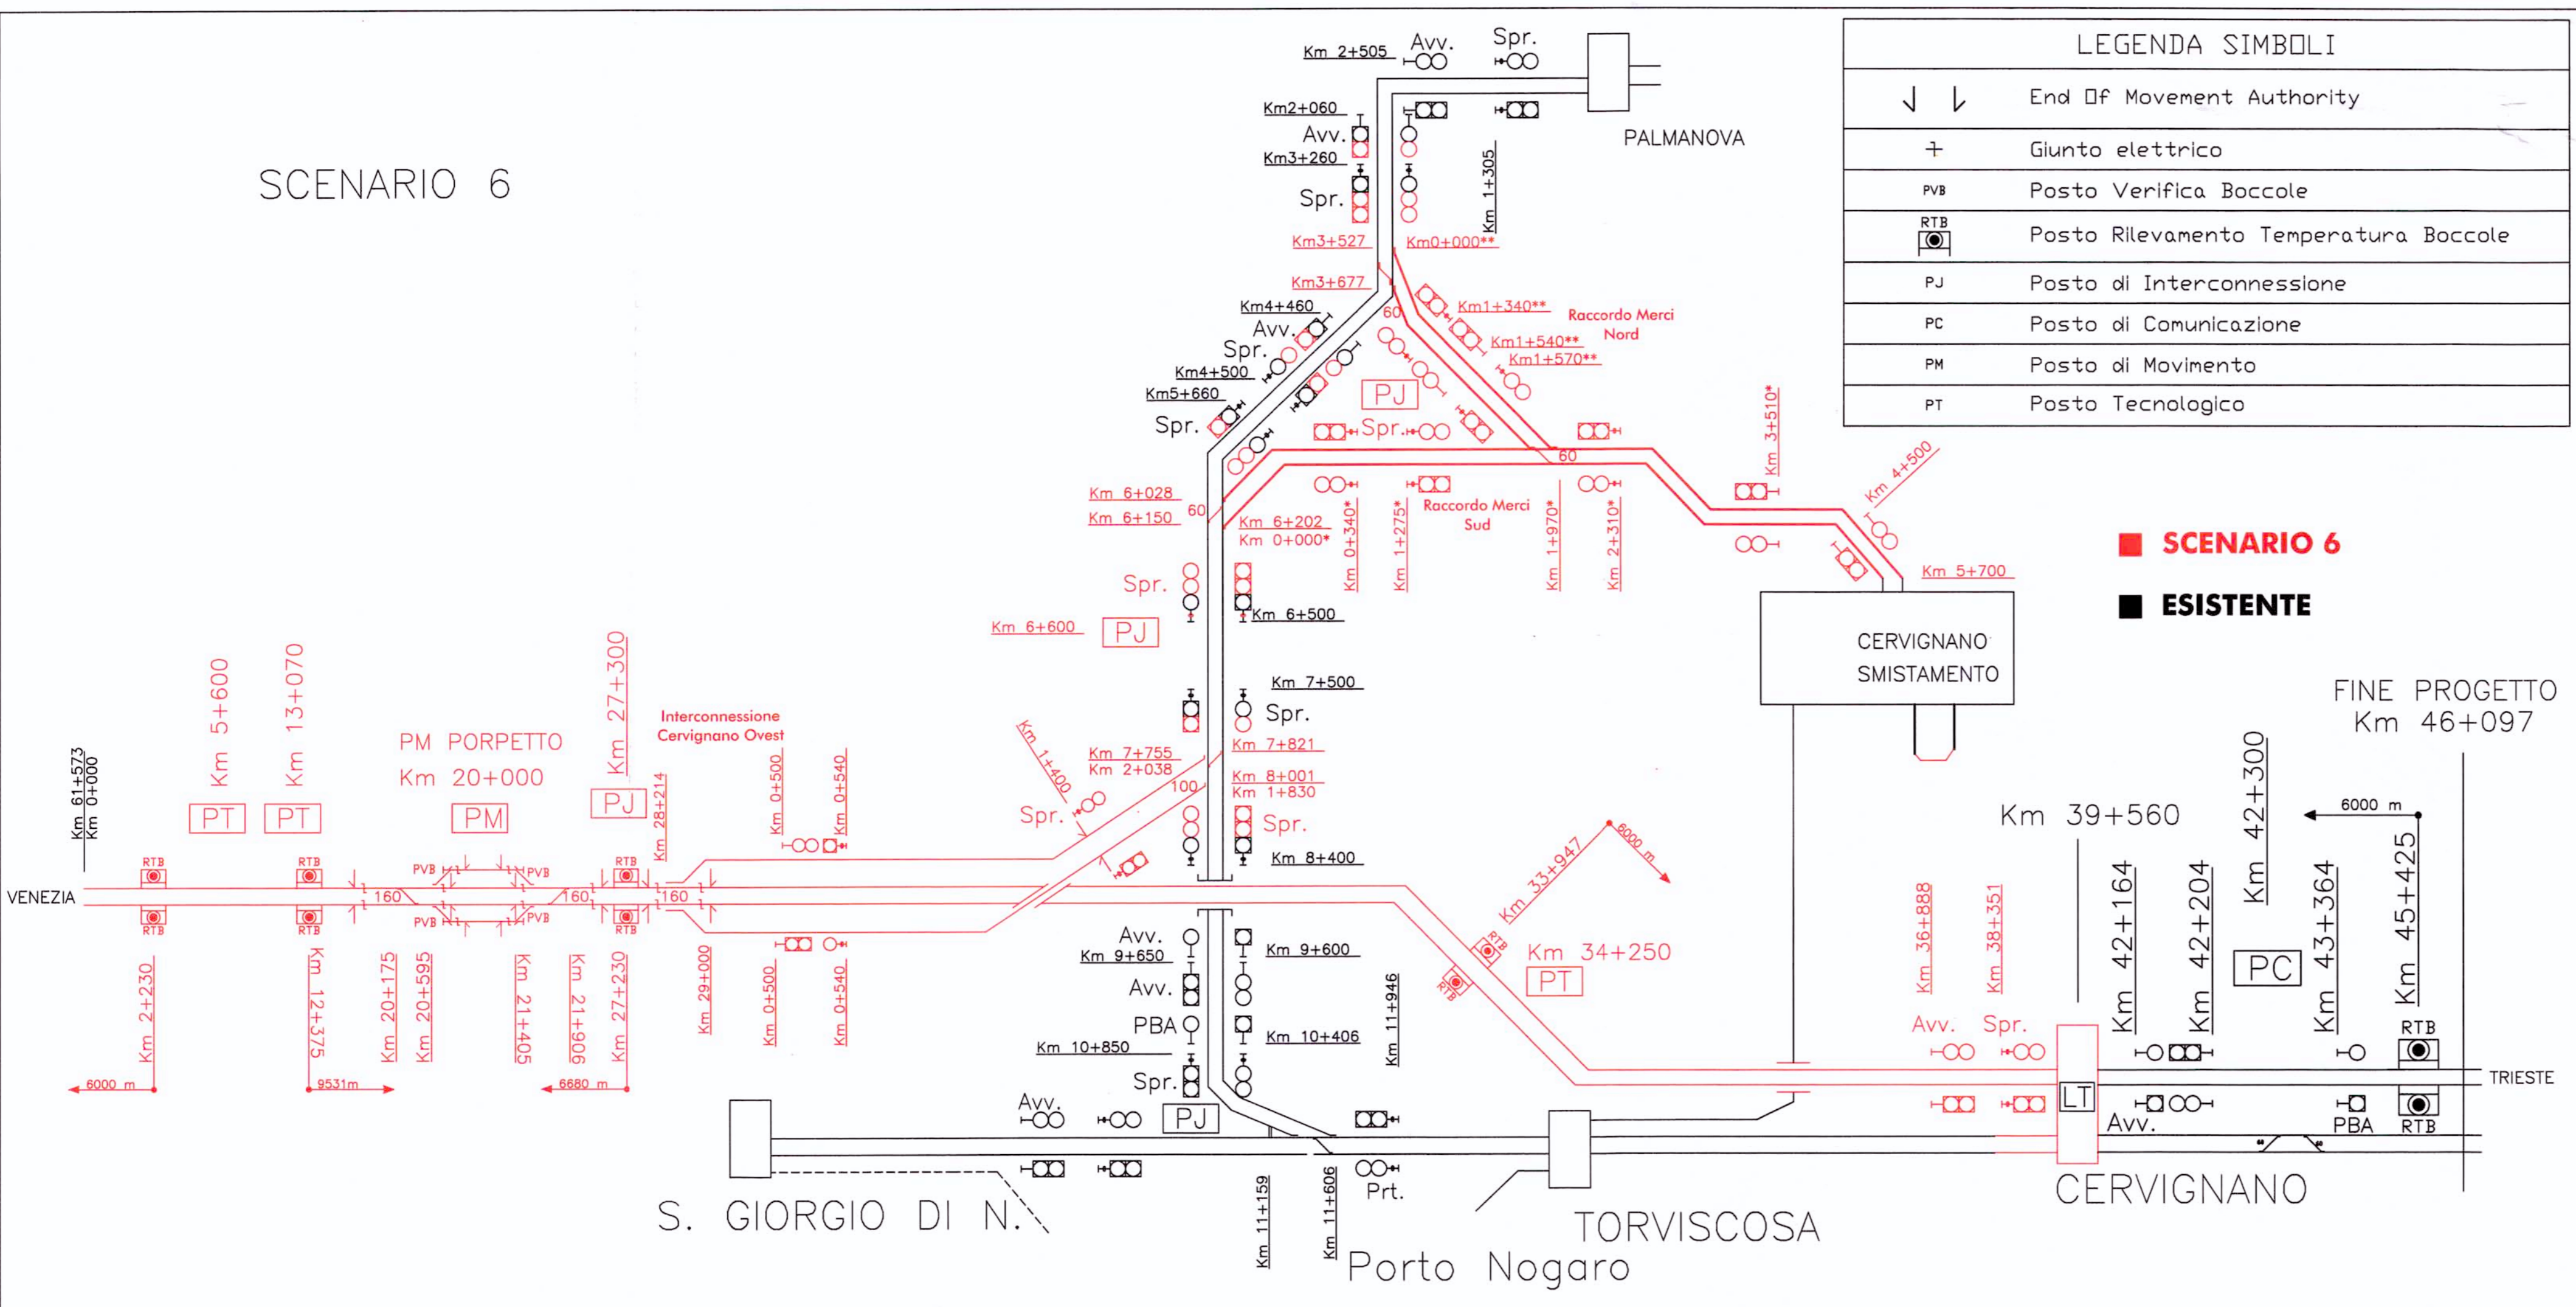 SCENARIO 6
LEGENDA SIMBOLI
End Of Movement Authority
Giunto elettrico
PVB Posto Verifica Boccole
RTB Posto Rilevamento Temperatura Boccole
PJ Posto di Interconnessione
PC Posto di Comunicazione
PM Posto di Movimento
PT Posto Tecnologico
Km 2+505
Avv.
Spr.
PALMANOVA
Km2+060
Avv.
Km3+260
Spr.
Km 1+305
Km3+527
Km0+000**
Km3+677
60
Km1+340**
Raccordo Merci
Nord
Km1+540**
Km1+570**
Km4+460
Avv.
Spr.
Km4+500
Km5+660
Spr.
PJ
Spr.
60
Km 3+510*
Km 4+500
Km 6+028
Km 6+150
60
Km 6+202
Km 0+000*
Km 0+340*
Km 1+275*
Raccordo Merci
Sud
Km 1+970*
Km 2+310*
Km 5+700
SCENARIO 6
ESISTENTE
Spr.
Km 6+500
Km 6+600
PJ
CERVIGNANO
SMISTAMENTO
Km 7+500
Spr.
FINE PROGETTO
Km 46+097
Km 61+573
Km 0+000
Km 5+600
PT
Km 13+070
PT
PM PORPETTO
Km 20+000
PM
Km 27+300
PJ
Km 28+214
Interconnessione
Cervignano Ovest
Km 0+500
Km 0+540
Km 1+400
Spr.
Km 7+755
Km 2+038
Km 7+821
100
Km 8+001
Km 1+830
Spr.
Km 8+400
VENEZIA
RTB
RTB
RTB
RTB
RTB
RTB
PVB
PVB
PVB
PVB
160
160
160
Km 2+230
6000 m
Km 12+375
9531m
Km 20+175
Km 20+595
Km 21+405
Km 21+906
Km 27+230
6680 m
Km 29+000
Km 0+500
Km 0+540
Km 33+947
6000 m
RTB
RTB
Km 34+250
PT
Avv.
Km 9+650
Km 9+600
Avv.
PBA
Km 10+406
Km 10+850
Spr.
Km 11+946
PJ
Avv.
Km 36+888
Km 38+351
Avv.
Spr.
Km 39+560
LT
Km 42+164
Km 42+204
Km 42+300
PC
Km 43+364
6000 m
Km 45+425
RTB
RTB
TRIESTE
Avv.
PBA
S. GIORGIO DI N.
Km 11+159
Km 11+606
Prt.
TORVISCOSA
Porto Nogaro
CERVIGNANO